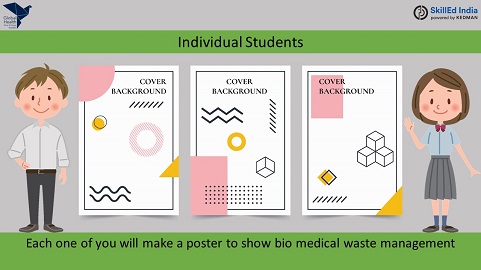 Global
Health
SkillEd India
powered by KEDMAN
Individual Students
COVER
BACKGROUND
COVER
BACKGROUND
COVER
BACKGROUND
Each one of you will make a poster to show bio medical waste management